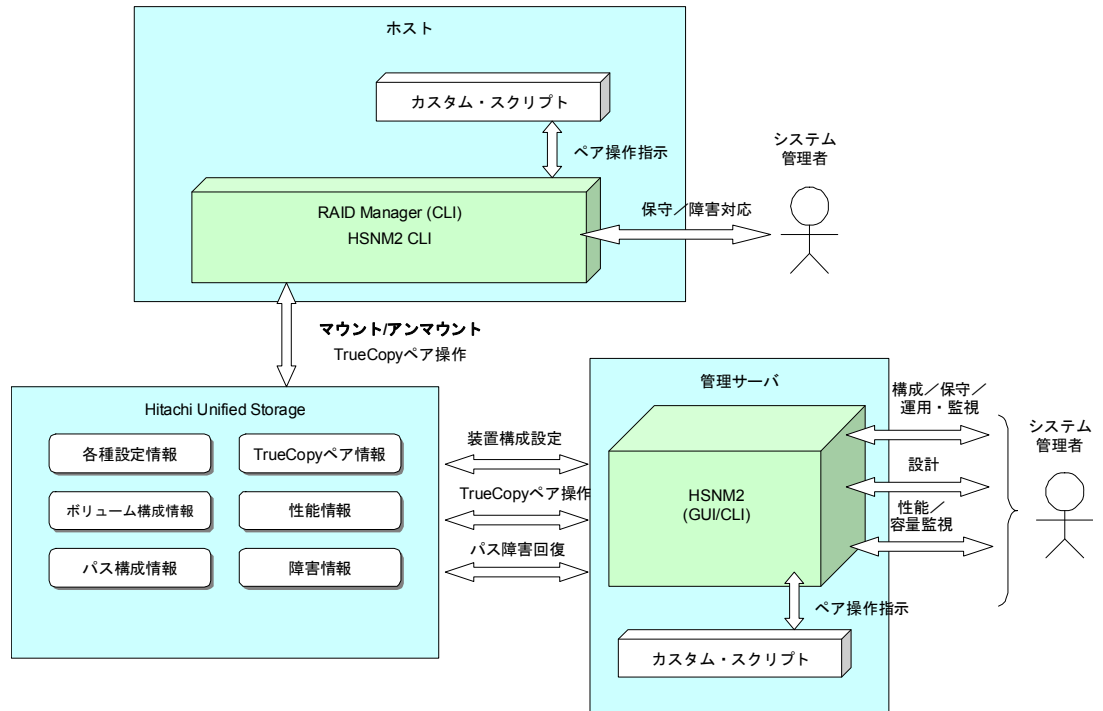 ホスト
カスタム・スクリプト
ペア操作指示
システム
管理者
RAID Manager (CLI)
HSNM2 CLI
保守／障害対応
マウント/アンマウント
TrueCopyペア操作
Hitachi Unified Storage
各種設定情報
TrueCopyペア情報
ボリューム構成情報
性能情報
パス構成情報
障害情報
装置構成設定
TrueCopyペア操作
パス障害回復
管理サーバ
HSNM2
(GUI/CLI)
ペア操作指示
カスタム・スクリプト
構成／保守／
運用・監視
設計
性能／
容量監視
システム
管理者